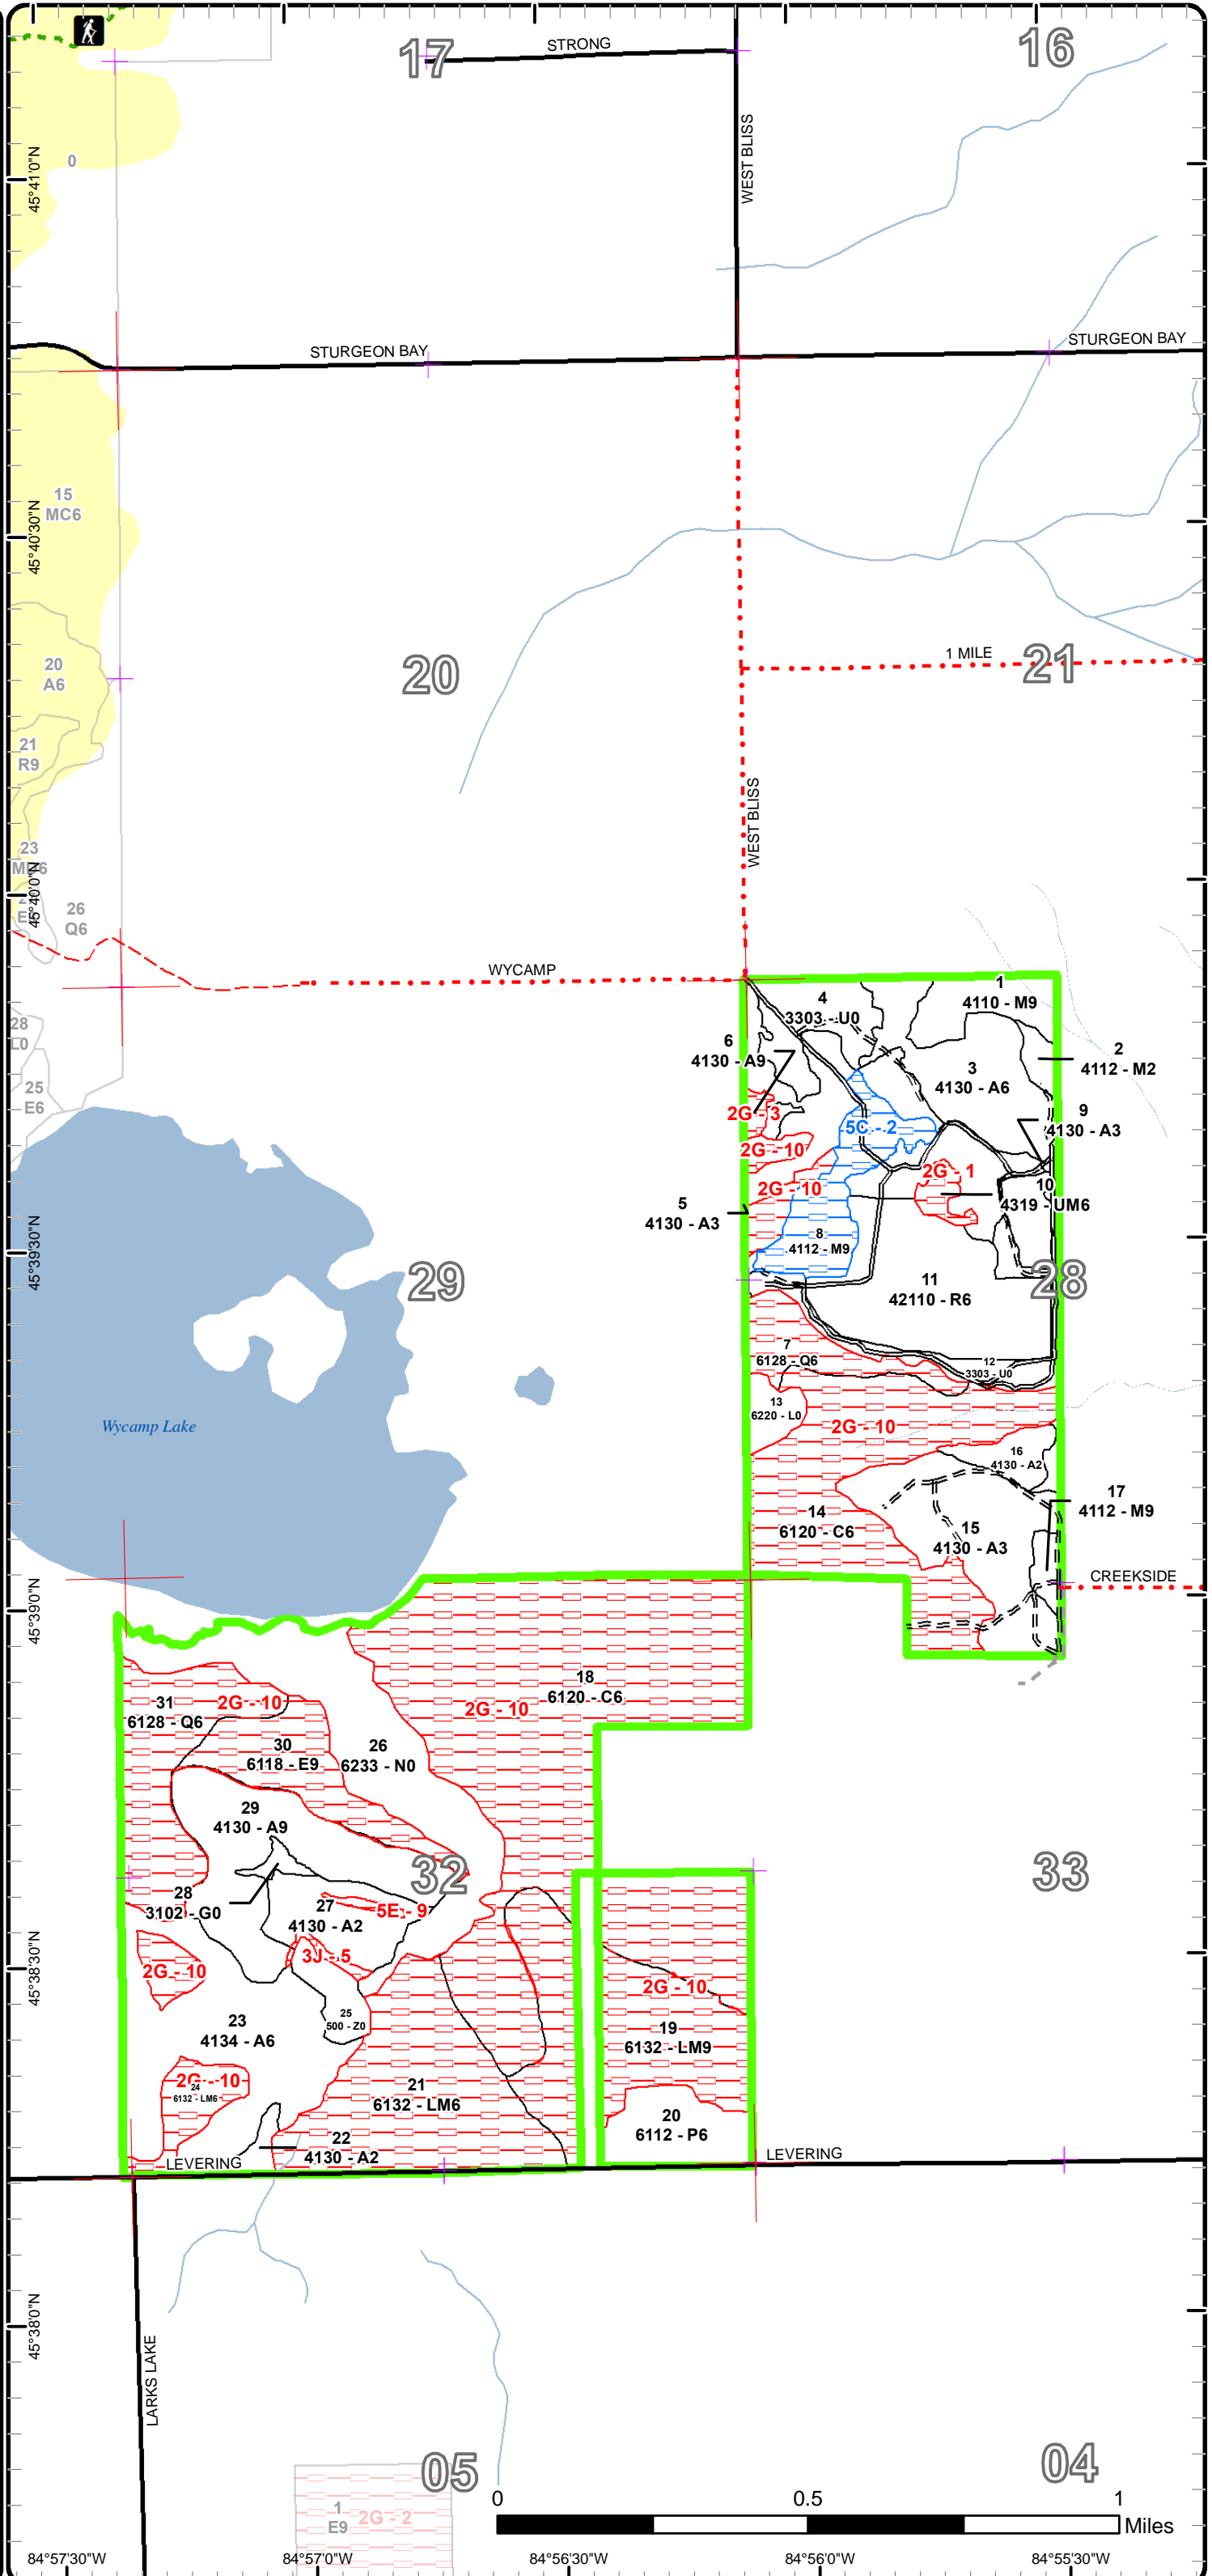 17
STRONG
16
WEST BLISS
0
45°41'0"N
STURGEON BAY
STURGEON BAY
15
MC6
45°40'30"N
20
A6
20
1 MILE
21
21
R9
WEST BLISS
23
26
Q6
45°40'0"N
WYCAMP
1
4110 - M9
4
3303 - U0
28
L0
6
4130 - A9
2
4112 - M2
3
4130 - A6
25
E6
2G - 3
9
4130 - A3
5C - 2
2G - 10
2G - 1
2G - 10
10
4319 - UM6
5
4130 - A3
8
4112 - M9
45°39'30"N
29
28
11
42110 - R6
7
6128 - Q6
12
3303 - U0
13
6220 - L0
Wycamp Lake
2G - 10
16
4130 - A2
17
4112 - M9
14
6120 - C6
15
4130 - A3
CREEKSIDE
45°39'0"N
18
6120 - C6
31
6128 - Q6
2G - 10
2G - 10
30
6118 - E9
26
6233 - N0
29
4130 - A9
32
33
28
3102 - G0
27
4130 - A2
5E - 9
3J - 5
45°38'30"N
2G - 10
2G - 10
25
500 - Z0
23
4134 - A6
19
6132 - LM9
2G - 10
24
6132 - LM6
21
6132 - LM6
20
6112 - P6
22
4130 - A2
LEVERING
LEVERING
45°38'0"N
LARKS LAKE
05
04
1
E9
2G - 2
0
0.5
1
Miles
84°57'30"W
84°57'0"W
84°56'30"W
84°56'0"W
84°55'30"W